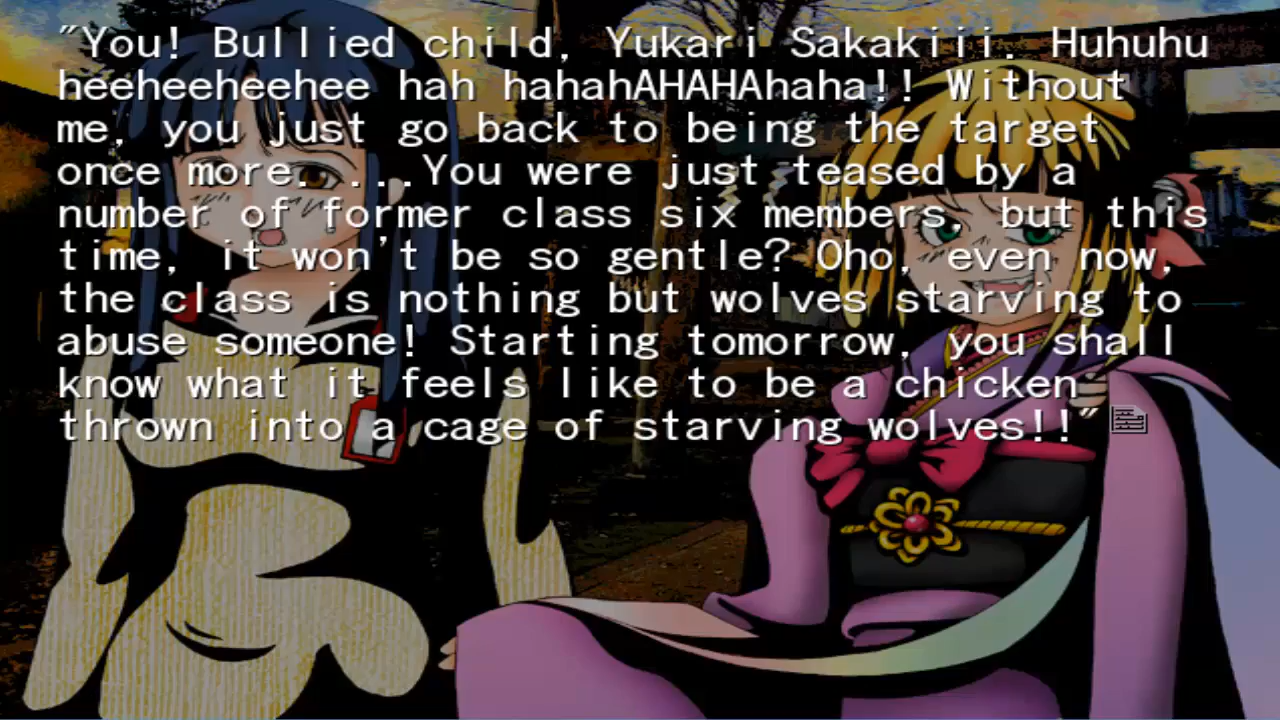 "You! Bullied child, Yukari Sakakiii. Huhuhu
heeheeheehee hah hahahAHAHAhaha!! Without
me, you just go back to being the target
once more. ...You were just teased by a
number of former class six members, but this
time, it won't be so gentle? Oho, even now,
the class is nothing but wolves starving to
abuse someone! Starting tomorrow, you shall
know what it feels like to be a chicken
thrown into a cage of starving wolves!!